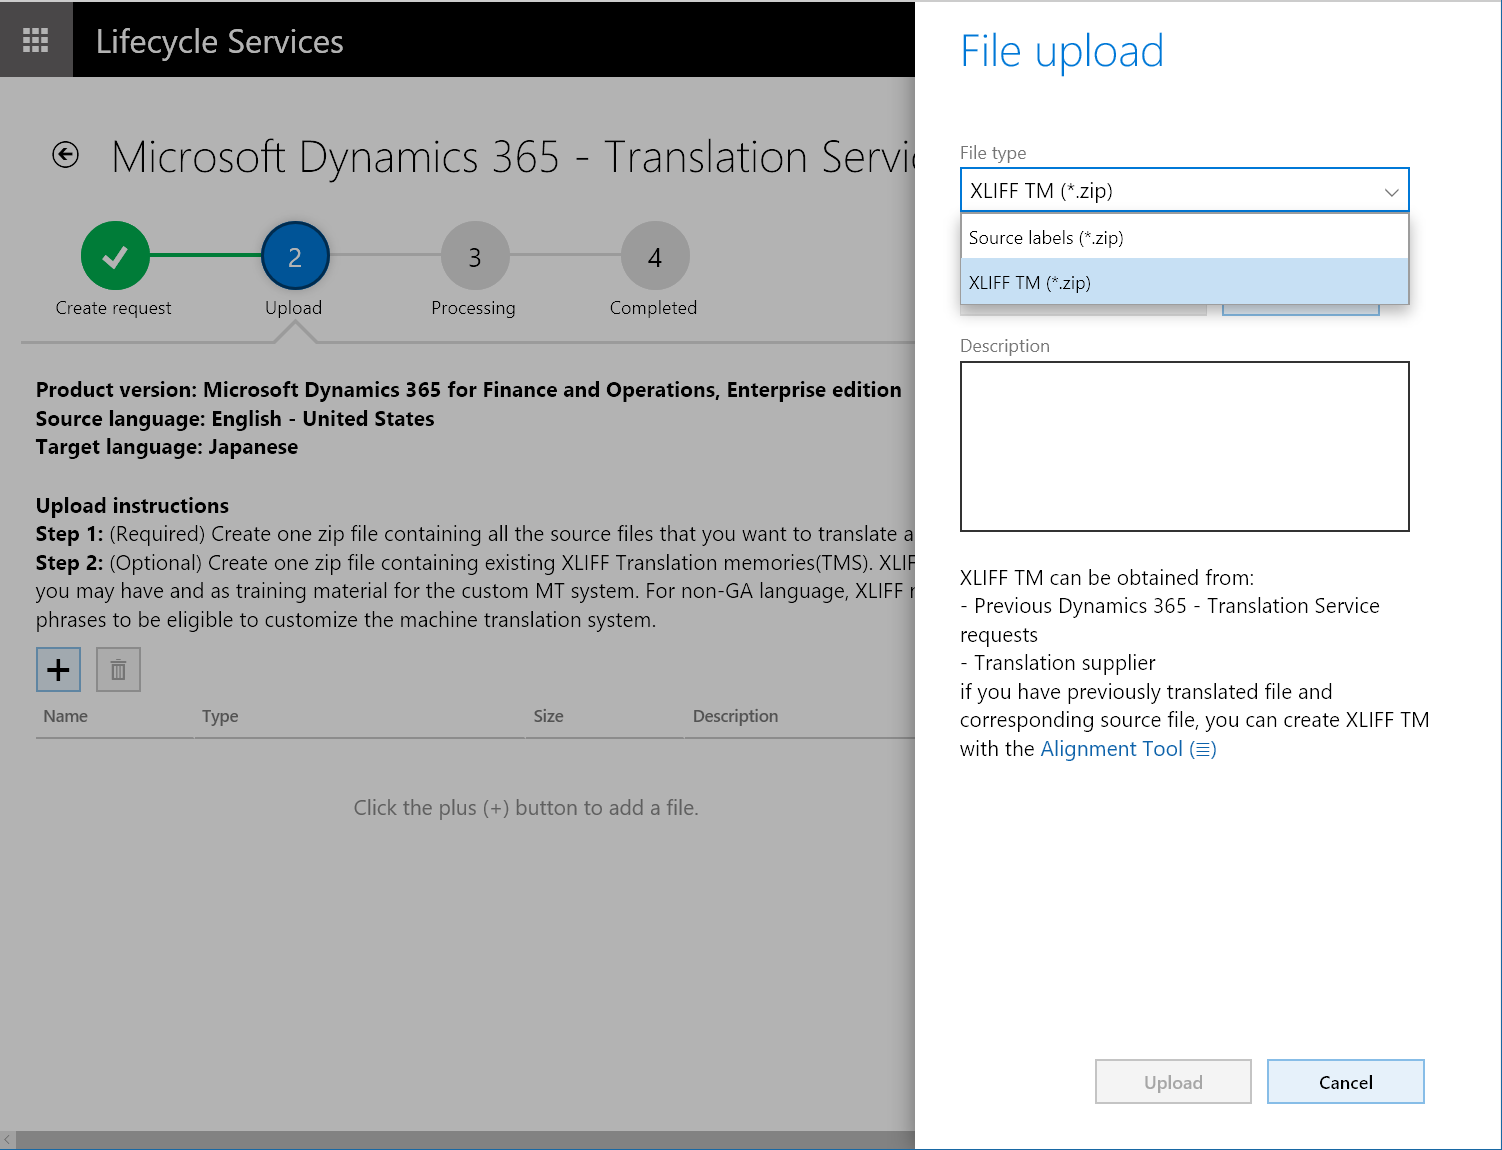 Lifecycle Services
Microsoft Dynamics 365 - Translation Servi
2
3
4
Create request
Upload
Processing
Completed
Product version: Microsoft Dynamics 365 for Finance and Operations, Enterprise edition
Source language: English - United States
Target language: Japanese
Upload instructions
Step 1: (Required) Create one zip file containing all the source files that you want to translate a
Step 2: (Optional) Create one zip file containing existing XLIFF Translation memories(TMS). XLIF
you may have and as training material for the custom MT system. For non-GA language, XLIFF
phrases to be eligible to customize the machine translation system.
Name Type Size Description
Click the plus (+) button to add a file.
File upload
File type
XLIFF TM (*.zip)
Source labels (*.zip)
XLIFF TM (*.zip)
Description
XLIFF TM can be obtained from:
- Previous Dynamics 365 - Translation Service
requests
- Translation supplier
if you have previously translated file and
corresponding source file, you can create XLIFF TM
with the Alignment Tool (☰)
Upload
Cancel